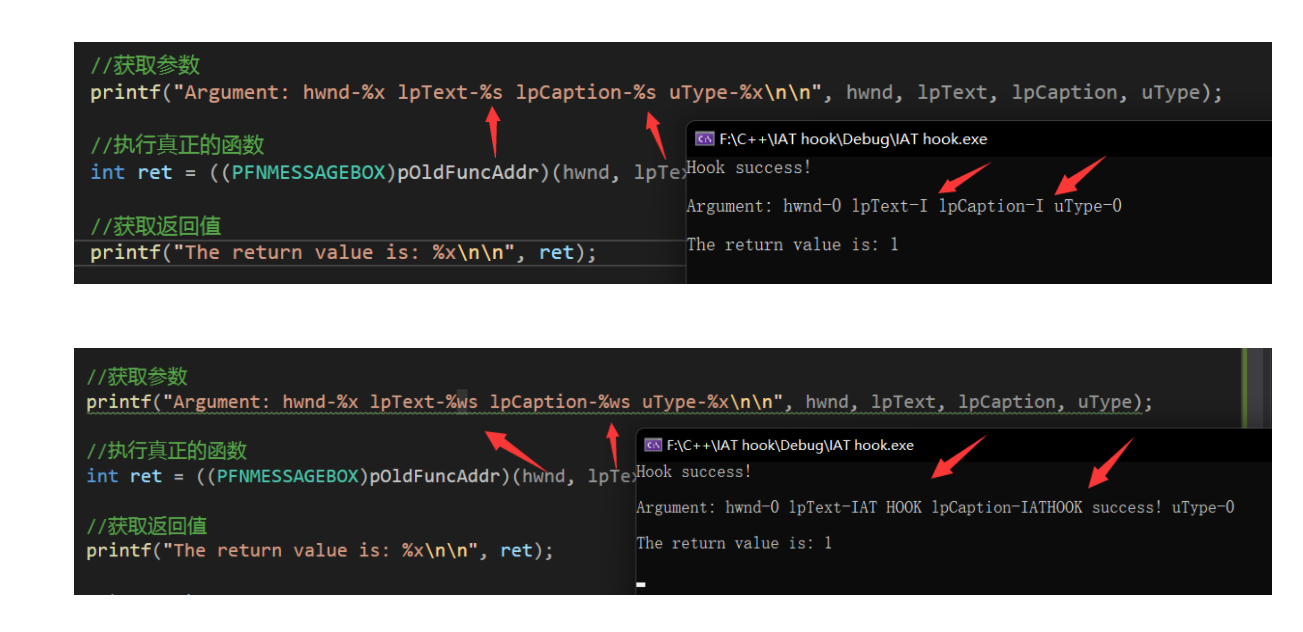 //获取参数
printf("Argument: hwnd-%x lpText-%s lpCaption-%s uType-%x\n\n", hwnd, lpText, lpCaption, uType);
//执行真正的函数
int ret = ((PFNMESSAGEBOX)pOldFuncAddr)(hwnd, lpTe
//获取返回值
printf("The return value is: %x\n\n", ret);
F:\C++\IAT hook\Debug\IAT hook.exe
Hook success!
Argument: hwnd-0 lpText-I lpCaption-I uType-0
The return value is: 1
//获取参数
printf("Argument: hwnd-%x lpText-%ws lpCaption-%ws uType-%x\n\n", hwnd, lpText, lpCaption, uType);
//执行真正的函数
int ret = ((PFNMESSAGEBOX)pOldFuncAddr)(hwnd, lpTe
//获取返回值
printf("The return value is: %x\n\n", ret);
F:\C++\IAT hook\Debug\IAT hook.exe
Hook success!
Argument: hwnd-0 lpText-IAT HOOK lpCaption-IATHOOK success! uType-0
The return value is: 1